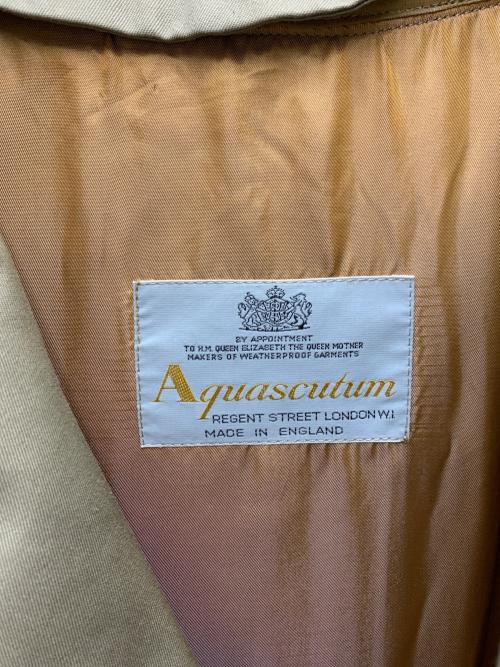 BY APPOINTMENT
TO H.M. QUEEN ELIZABETH THE QUEEN MOTHER
MAKERS OF WEATHERPROOF GARMENTS
Aquascutum
REGENT STREET LONDON W.1
MADE IN ENGLAND